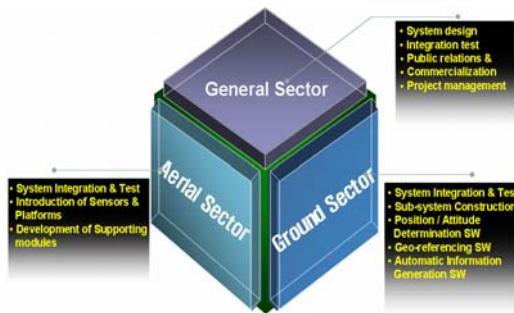 • System design
• Integration test
• Public relations &
• Commercialization
• Project management
General Sector
Aerial Sector
Ground Sector
• System Integration & Test
• Introduction of Sensors &
Platforms
• Development of Supporting
modules
• System Integration & Tes
• Sub-system Construction
• Position / Attitude
Determination SW
• Geo-referencing SW
• Automatic Information
Generation SW